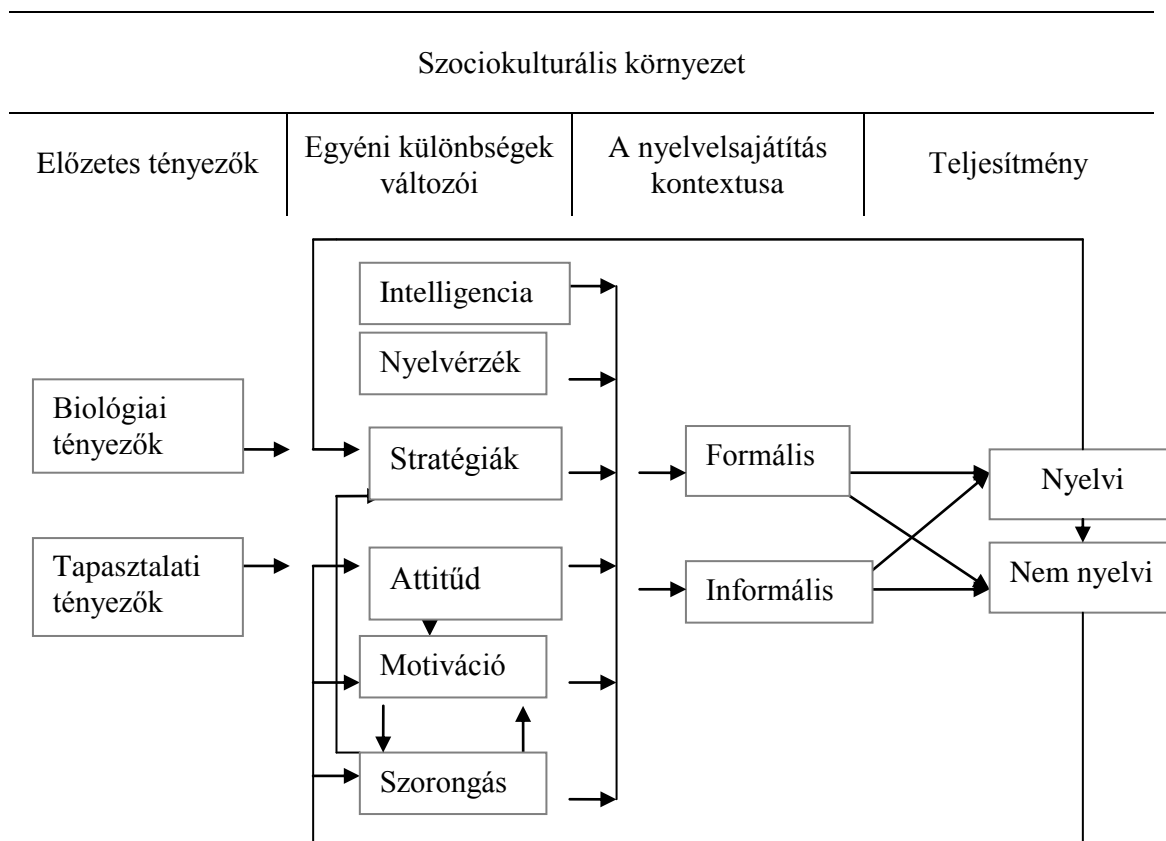 Szociokulturális környezet
Előzetes tényezők
Egyéni különbségek
változói
A nyelvelsajátítás
kontextusa
Teljesítmény
Biológiai
tényezők
Tapasztalati
tényezők
Intelligencia
Nyelvérzék
Stratégiák
Attitűd
Motiváció
Szorongás
Formális
Informális
Nyelvi
Nem nyelvi